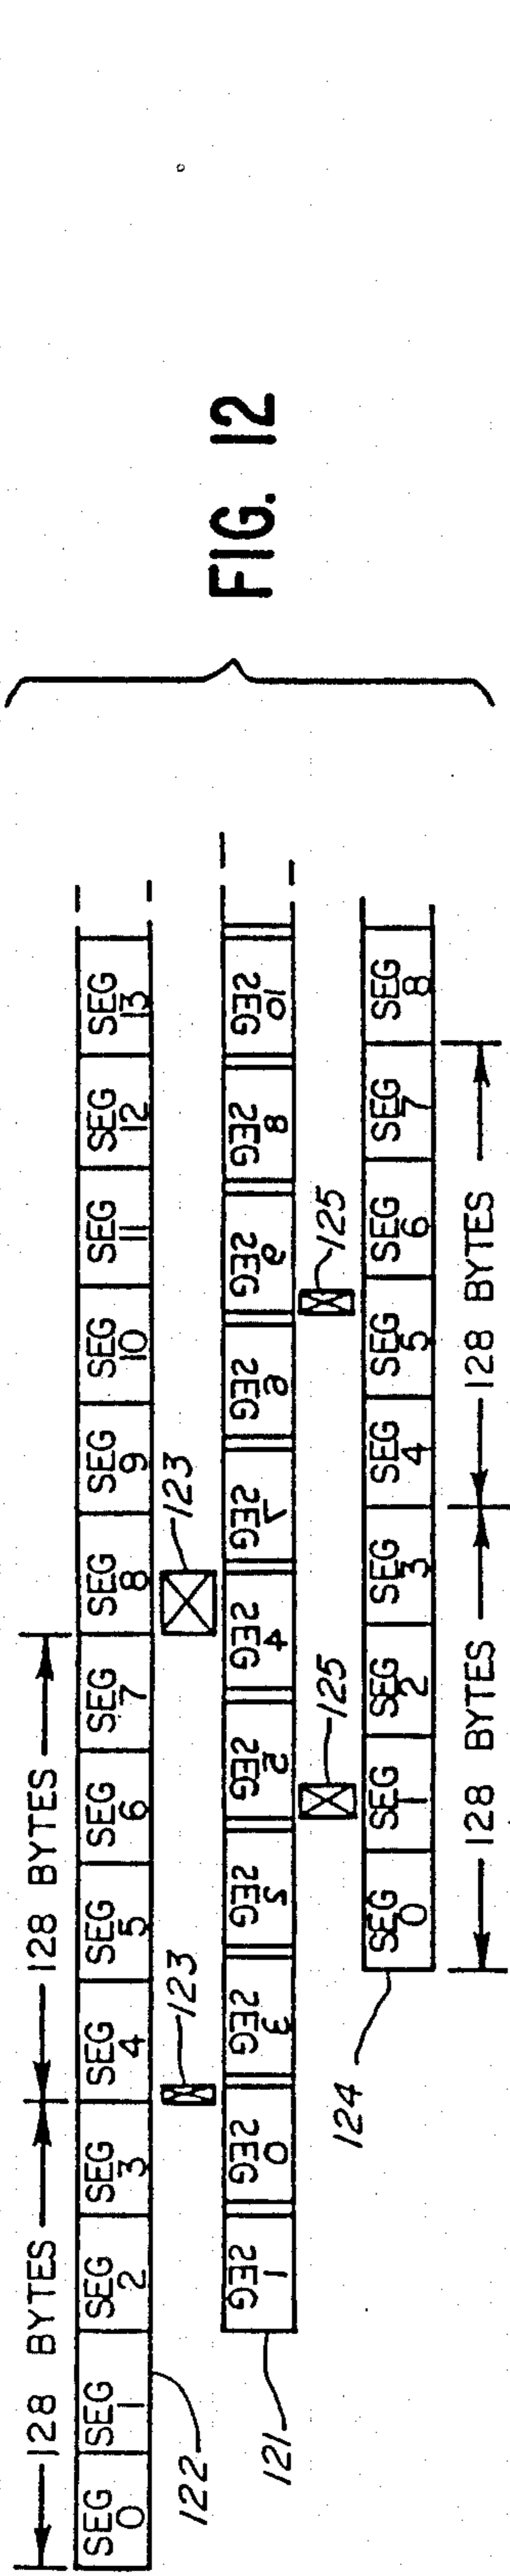 128 BYTES 128 BYTES
SEG 0 SEG 1 SEG 2 SEG 3 SEG 4 SEG 5 SEG 6 SEG 7 SEG 8 SEG 9 SEG 10 SEG 11 SEG 12 SEG 13
122 123 123
SEG 1 SEG 0 SEG 3 SEG 2 SEG 5 SEG 4 SEG 7 SEG 6 SEG 9 SEG 8 SEG 10
121 125 125
124
SEG 0 SEG 1 SEG 2 SEG 3 SEG 4 SEG 5 SEG 6 SEG 7 SEG 8
128 BYTES 128 BYTES
FIG. 12